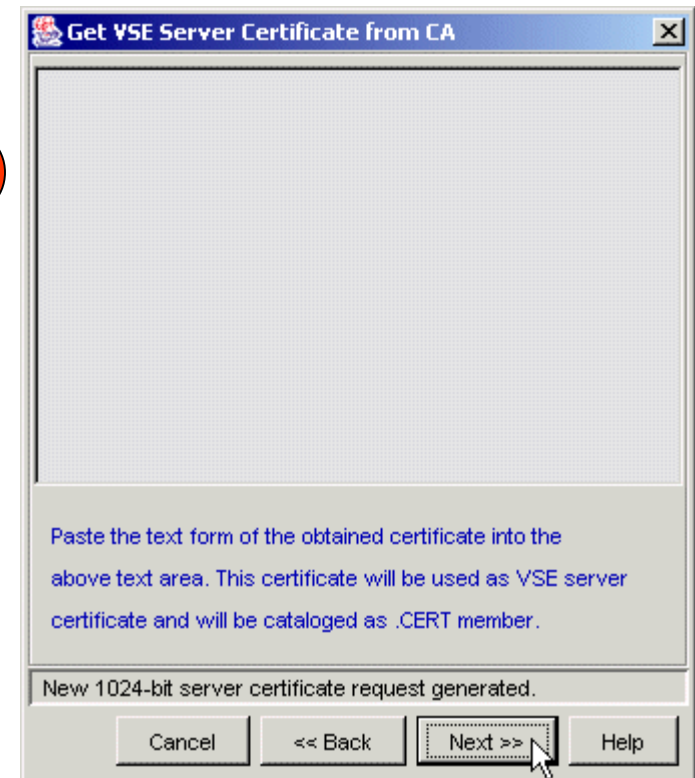 Get VSE Server Certificate from CA
Paste the text form of the obtained certificate into the
above text area. This certificate will be used as VSE server
certificate and will be cataloged as .CERT member.
New 1024-bit server certificate request generated.
Cancel << Back Next >> Help